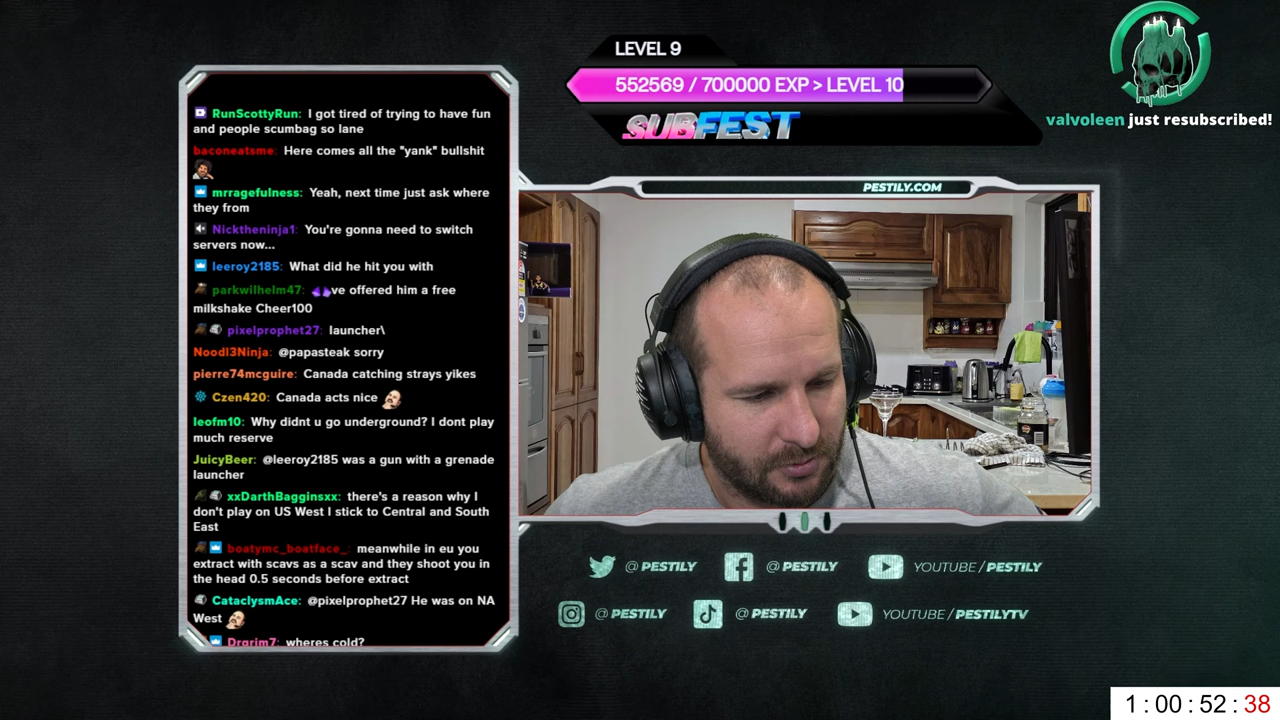 LEVEL 9
552569 / 700000 EXP > LEVEL 10
SUBFEST
valvoleen just resubscribed!
PESTILY.COM
RunScottyRun: I got tired of trying to have fun
and people scumbag so lane
baconeatsme: Here comes all the "yank" bullshit
mrragefulness: Yeah, next time just ask where
they from
Nicktheninja1: You're gonna need to switch
servers now...
leeroy2185: What did he hit you with
parkwilhelm47: ve offered him a free
milkshake Cheer100
pixelprophet27: launcher\
Noodl3Ninja: @papasteak sorry
pierre74mcguire: Canada catching strays yikes
Czen420: Canada acts nice
leofm10: Why didnt u go underground? I dont play
much reserve
JuicyBeer: @leeroy2185 was a gun with a grenade
launcher
xxDarthBagginsxx: there's a reason why I
don't play on US West I stick to Central and South
East
boatymc_boatface_: meanwhile in eu you
extract with scavs as a scav and they shoot you in
the head 0.5 seconds before extract
CataclysmAce: @pixelprophet27 He was on NA
West
Drgrim7: wheres cold?
@PESTILY
@PESTILY
YOUTUBE/PESTILY
@PESTILY
@PESTILY
YOUTUBE/PESTILYTV
1:00:52:38